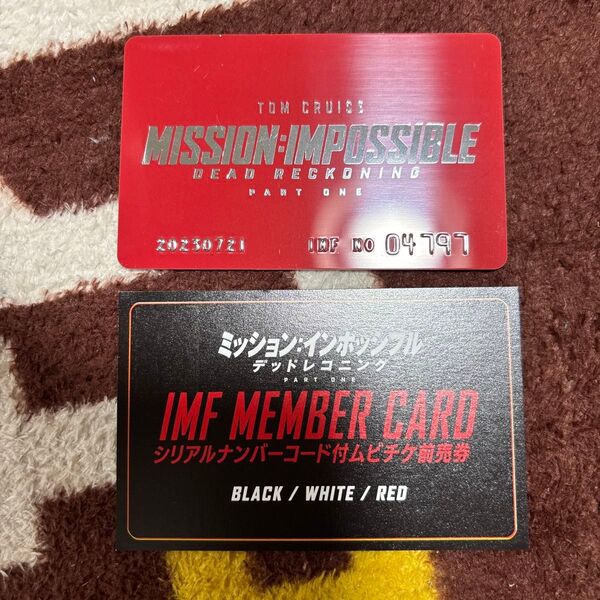 TOM CRUISE
MISSION:IMPOSSIBLE
DEAD RECKONING
PART ONE
20230721 IMF NO 04797
ミッション:インポッシブル
デッドレコニング
PART ONE
IMF MEMBER CARD
シリアルナンバーコード付ムビチケ前売券
BLACK / WHITE / RED